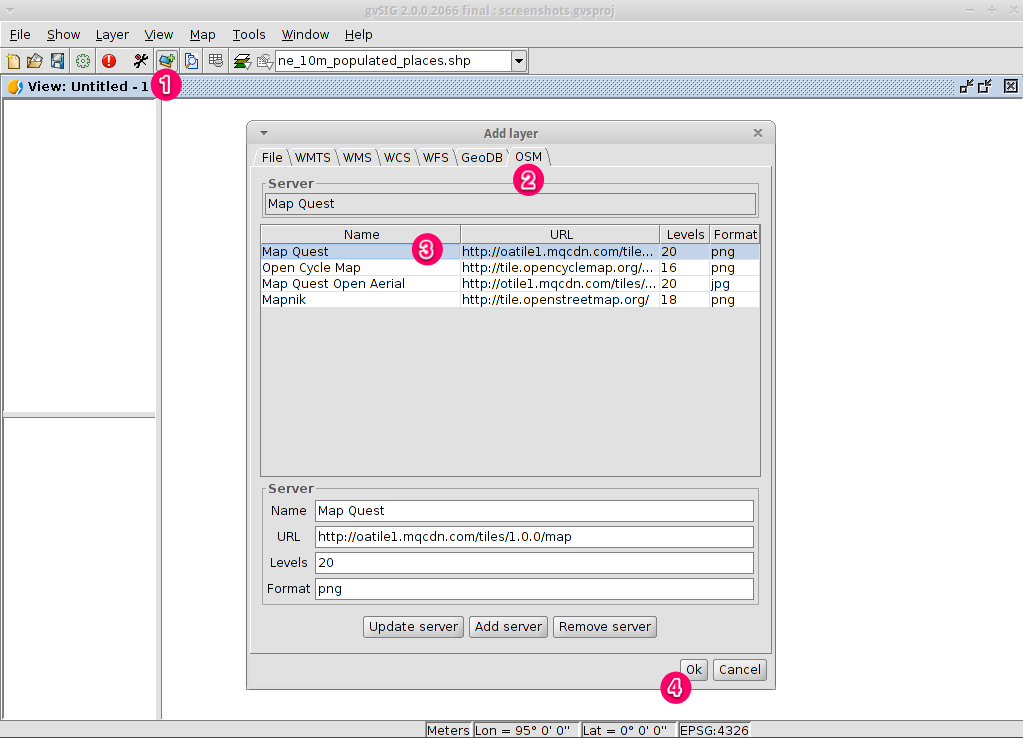 gvSIG 2.0.0.2066 final : screenshots.gvsproj
File Show Layer View Map Tools Window Help
ne_10m_populated_places.shp
View: Untitled - 1
1
Add layer
File WMTS WMS WCS WFS GeoDB OSM
2
Server
Map Quest
Name URL Levels Format
3
Map Quest http://oatile1.mqcdn.com/tile... 20 png
Open Cycle Map http://tile.opencyclemap.org/... 16 png
Map Quest Open Aerial http://otile1.mqcdn.com/tiles/... 20 jpg
Mapnik http://tile.openstreetmap.org/ 18 png
Server
Name Map Quest
URL http://oatile1.mqcdn.com/tiles/1.0.0/map
Levels 20
Format png
Update server Add server Remove server
Ok Cancel
4
Meters Lon = 95° 0' 0" Lat = 0° 0' 0" EPSG:4326